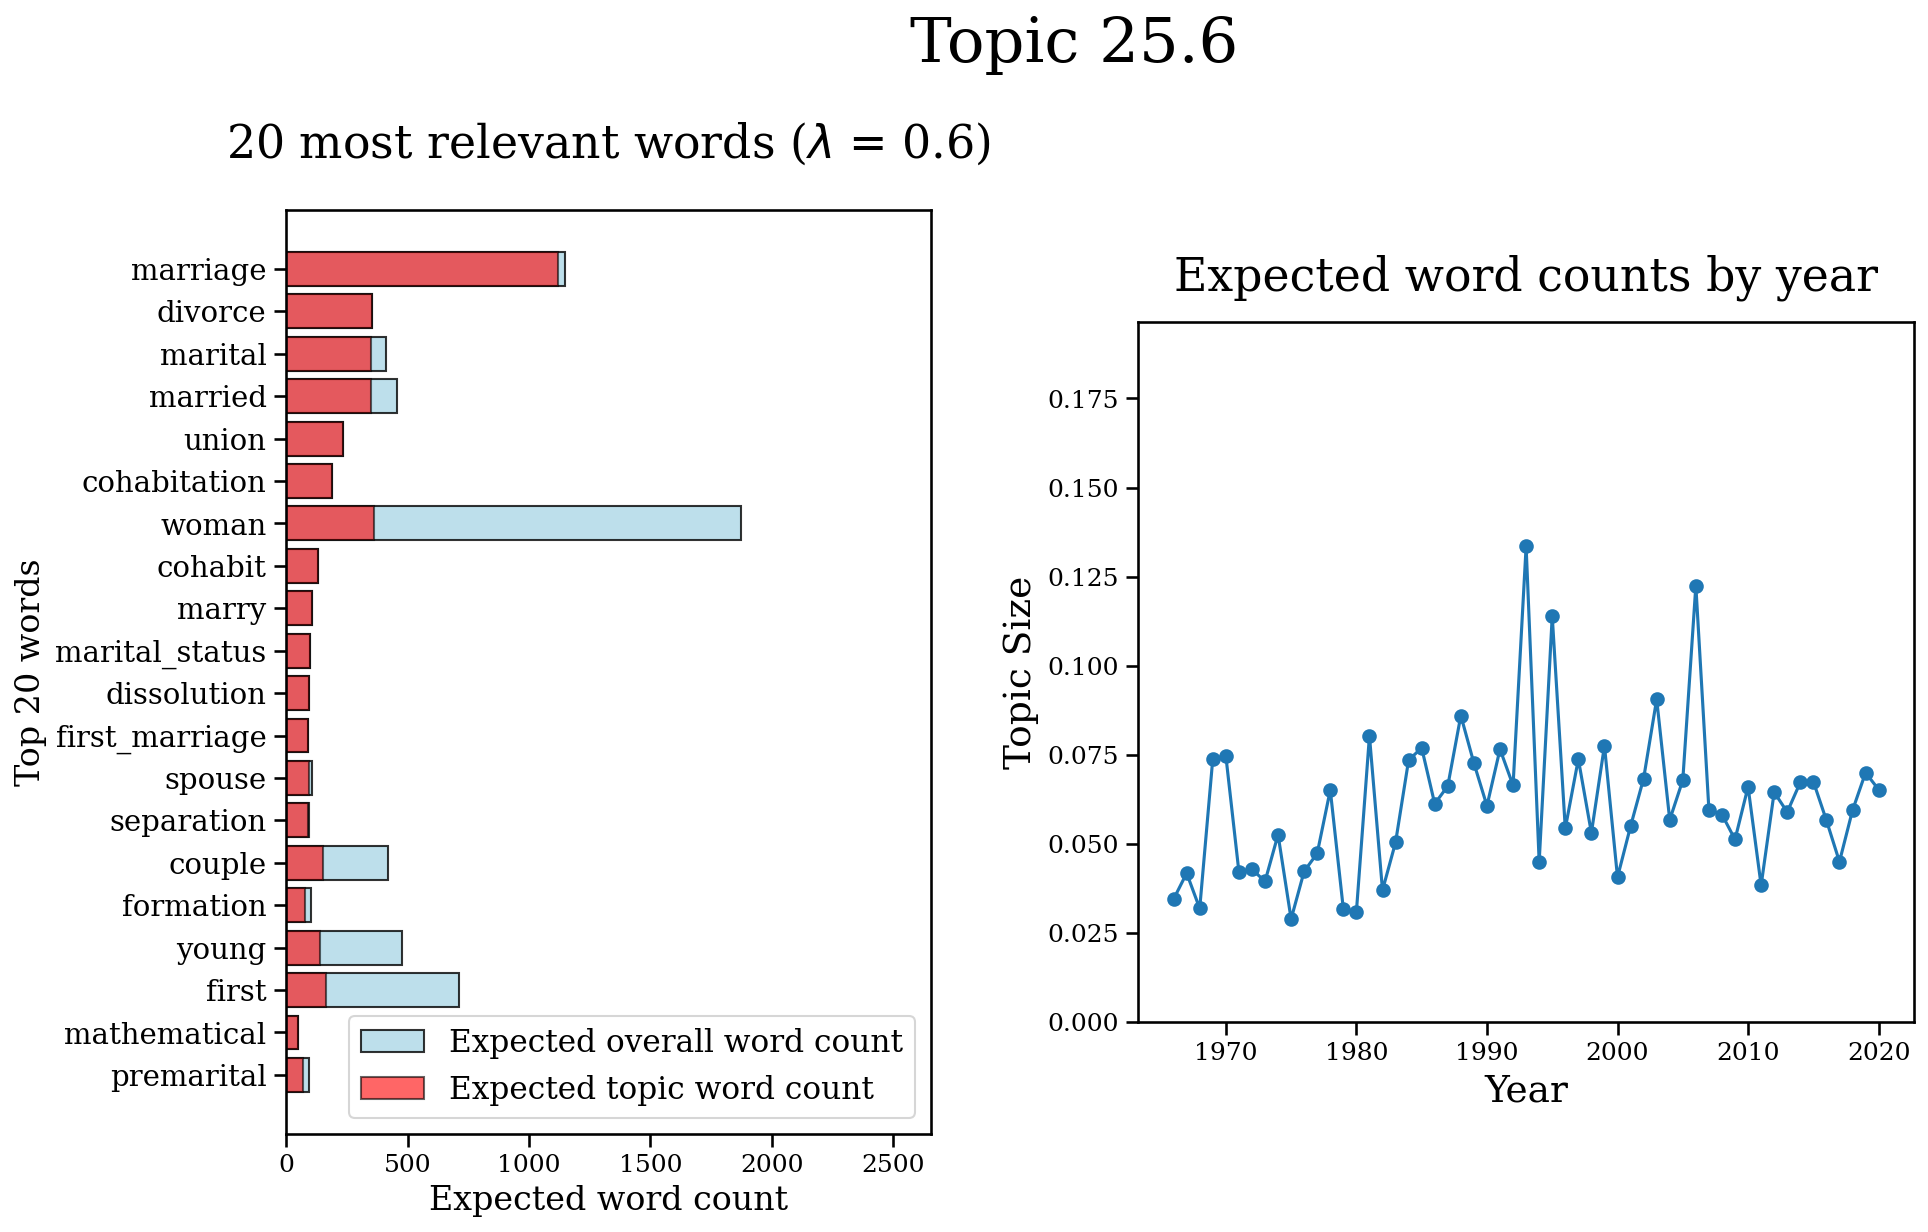 Topic 25.6
20 most relevant words (λ = 0.6)
Top 20 words
marriage
divorce
marital
married
union
cohabitation
woman
cohabit
marry
marital_status
dissolution
first_marriage
spouse
separation
couple
formation
young
first
mathematical
premarital
Expected overall word count
Expected topic word count
0 500 1000 1500 2000 2500
Expected word count
Expected word counts by year
Topic Size
0.175
0.150
0.125
0.100
0.075
0.050
0.025
0.000
1970 1980 1990 2000 2010 2020
Year